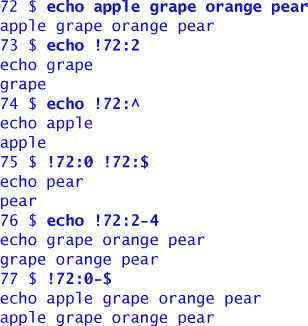 72 $ echo apple grape orange pear
apple grape orange pear
73 $ echo !72:2
echo grape
grape
74 $ echo !72:^
echo apple
apple
75 $ !72:0 !72:$
echo pear
pear
76 $ echo !72:2-4
echo grape orange pear
grape orange pear
77 $ !72:0-$
echo apple grape orange pear
apple grape orange pear